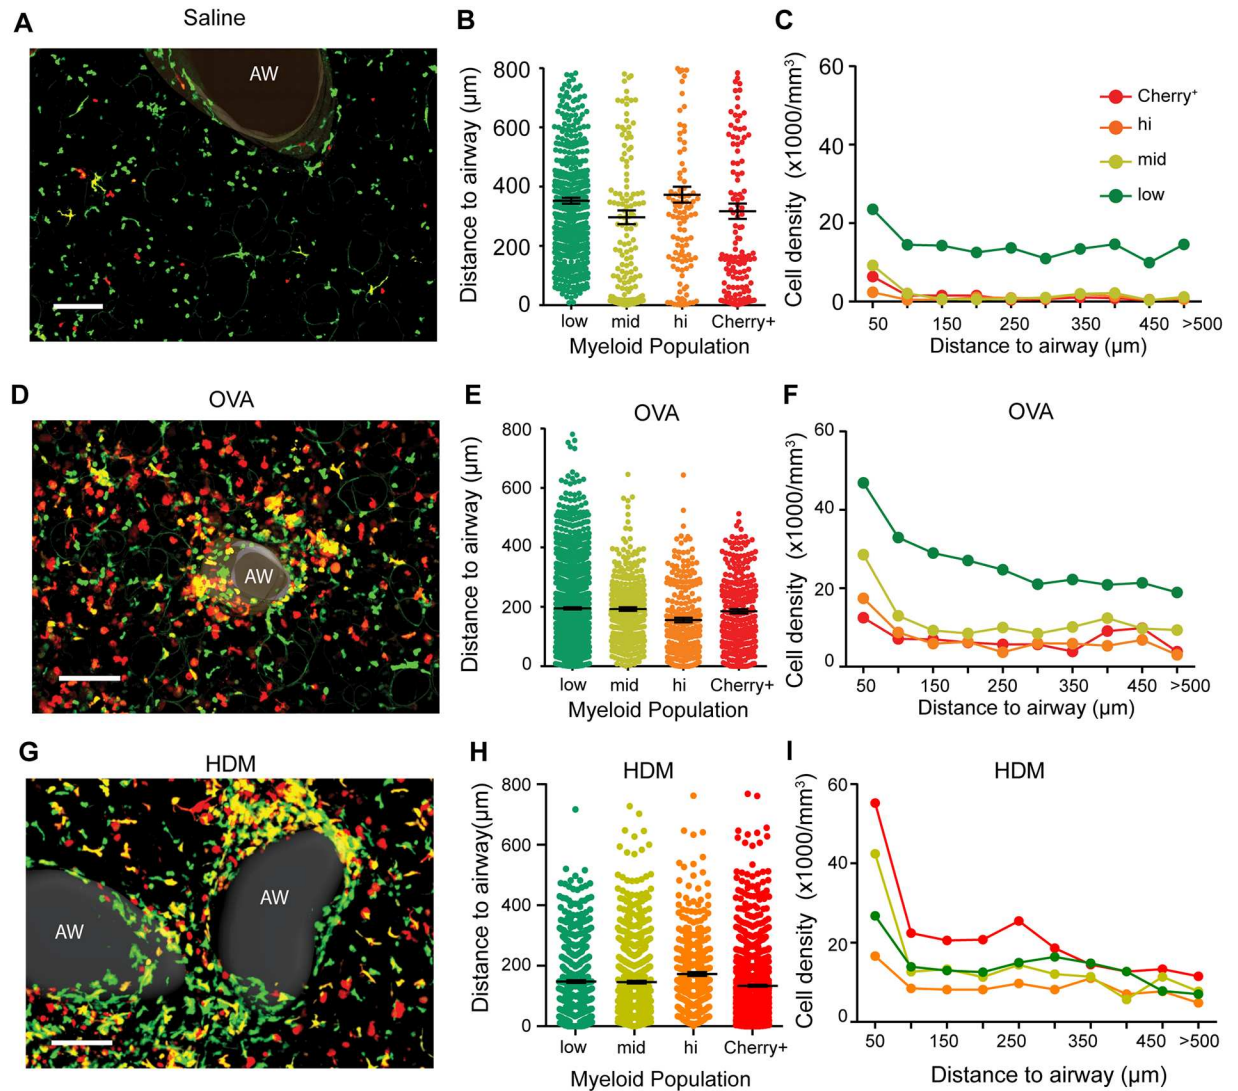 A
Saline
AW
B
Distance to airway (µm)
800
600
400
200
0
low mid hi Cherry+
Myeloid Population
C
Cell density (x1000/mm³)
60
40
20
0
Cherry⁺
hi
mid
low
50 150 250 350 450 >500
Distance to airway (µm)
D
OVA
AW
E
OVA
Distance to airway (µm)
800
600
400
200
0
low mid hi Cherry+
Myeloid Population
F
OVA
Cell density (x1000/mm³)
60
40
20
0
50 150 250 350 450 >500
Distance to airway (µm)
G
HDM
AW
AW
H
HDM
Distance to airway(µm)
800
600
400
200
0
low mid hi Cherry+
Myeloid Population
I
HDM
Cell density (x1000/mm³)
60
40
20
0
50 150 250 350 450 >500
Distance to airway (µm)